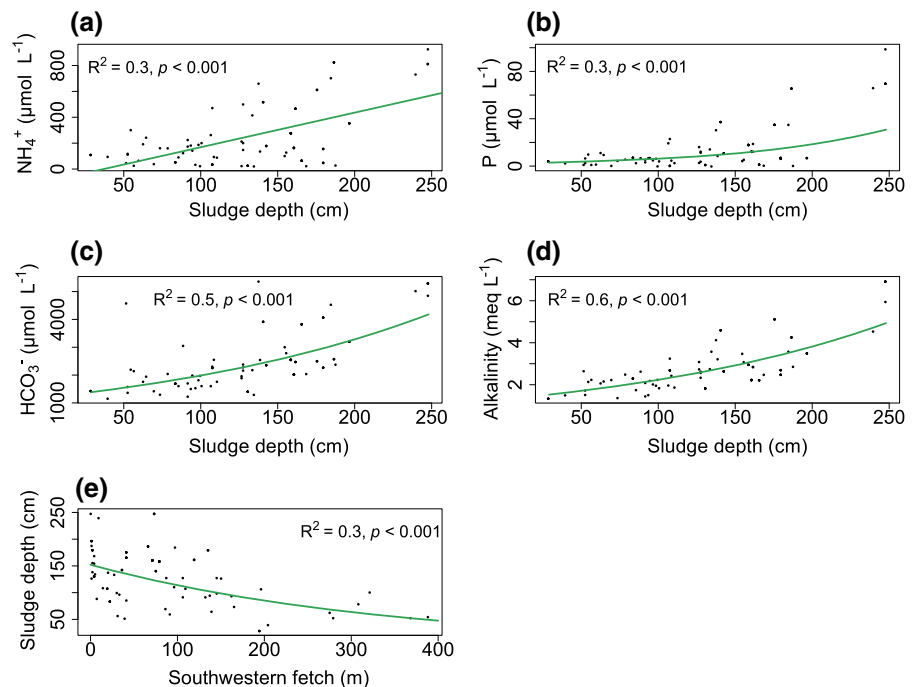 (a)
R² = 0.3, p < 0.001
NH₄⁺ (µmol L⁻¹)
0 400 800
50 100 150 200 250
Sludge depth (cm)
(b)
R² = 0.3, p < 0.001
P (µmol L⁻¹)
0 40 80
50 100 150 200 250
Sludge depth (cm)
(c)
R² = 0.5, p < 0.001
HCO₃⁻ (µmol L⁻¹)
1000 4000
50 100 150 200 250
Sludge depth (cm)
(d)
R² = 0.6, p < 0.001
Alkalinity (meq L⁻¹)
2 4 6
50 100 150 200 250
Sludge depth (cm)
(e)
R² = 0.3, p < 0.001
Sludge depth (cm)
50 150 250
0 100 200 300 400
Southwestern fetch (m)